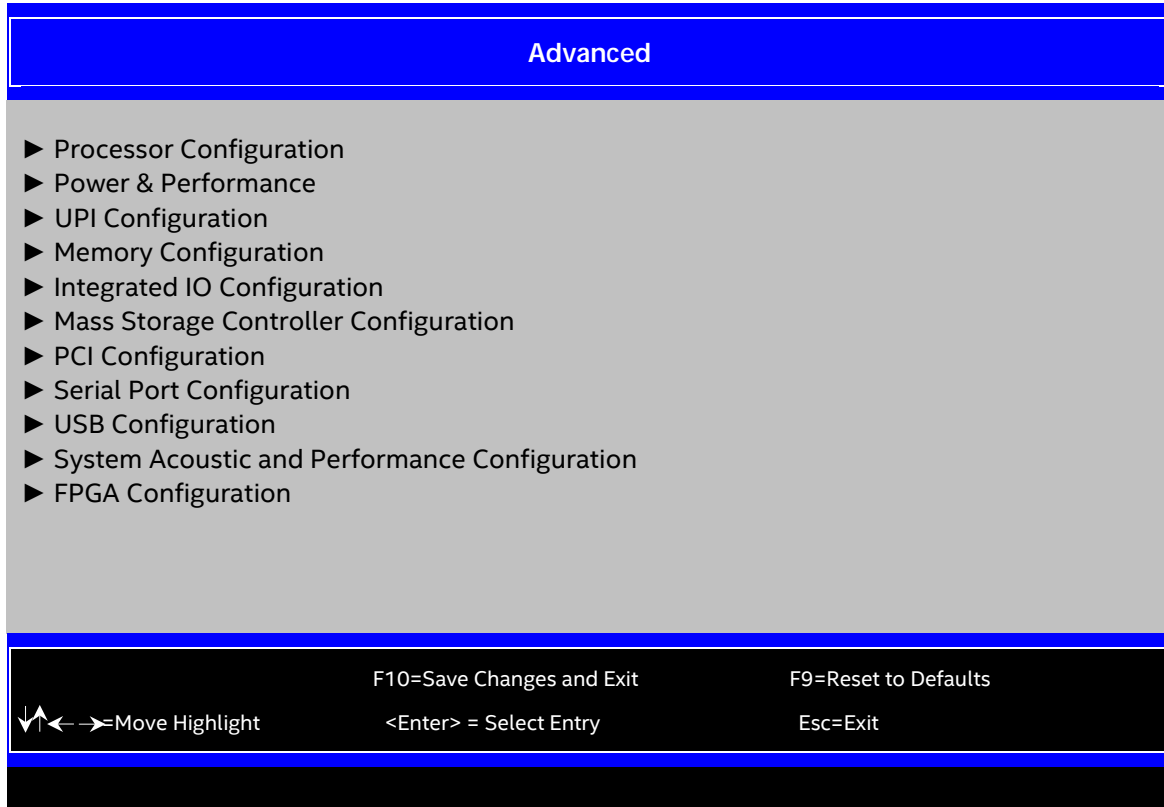 Advanced
► Processor Configuration
► Power & Performance
► UPI Configuration
► Memory Configuration
► Integrated IO Configuration
► Mass Storage Controller Configuration
► PCI Configuration
► Serial Port Configuration
► USB Configuration
► System Acoustic and Performance Configuration
► FPGA Configuration
F10=Save Changes and Exit F9=Reset to Defaults
↓↑←→=Move Highlight <Enter> = Select Entry Esc=Exit